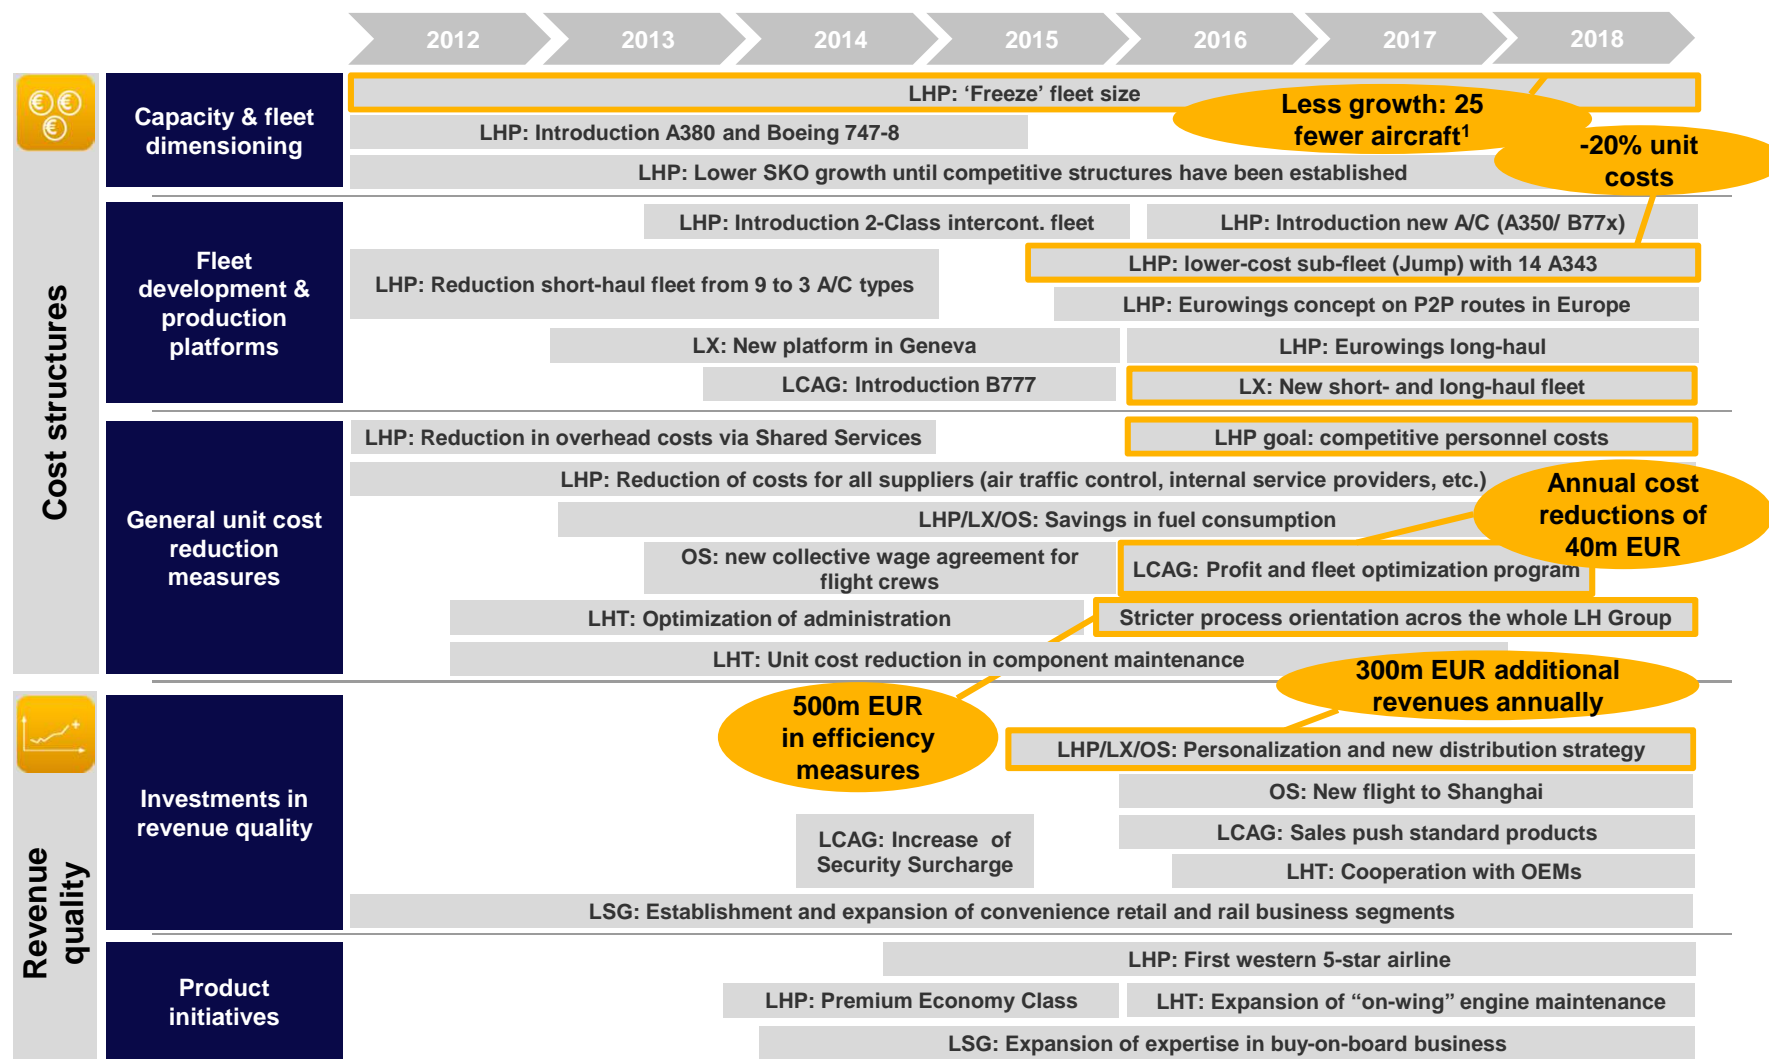 2012 2013 2014 2015 2016 2017 2018
Cost structures
Capacity & fleet
dimensioning
LHP: ‘Freeze’ fleet size
Less growth: 25
fewer aircraft1
LHP: Introduction A380 and Boeing 747-8
-20% unit
costs
LHP: Lower SKO growth until competitive structures have been established
Fleet
development &
production
platforms
LHP: Introduction 2-Class intercont. fleet
LHP: Introduction new A/C (A350/ B77x)
LHP: Reduction short-haul fleet from 9 to 3 A/C types
LHP: lower-cost sub-fleet (Jump) with 14 A343
LHP: Eurowings concept on P2P routes in Europe
LX: New platform in Geneva
LHP: Eurowings long-haul
LCAG: Introduction B777
LX: New short- and long-haul fleet
General unit cost
reduction
measures
LHP: Reduction in overhead costs via Shared Services
LHP goal: competitive personnel costs
LHP: Reduction of costs for all suppliers (air traffic control, internal service providers, etc.)
Annual cost
reductions of
40m EUR
LHP/LX/OS: Savings in fuel consumption
OS: new collective wage agreement for
flight crews
LCAG: Profit and fleet optimization program
LHT: Optimization of administration
Stricter process orientation acros the whole LH Group
LHT: Unit cost reduction in component maintenance
Revenue
quality
Investments in
revenue quality
500m EUR
in efficiency
measures
300m EUR additional
revenues annually
LHP/LX/OS: Personalization and new distribution strategy
OS: New flight to Shanghai
LCAG: Increase of
Security Surcharge
LCAG: Sales push standard products
LHT: Cooperation with OEMs
LSG: Establishment and expansion of convenience retail and rail business segments
Product
initiatives
LHP: First western 5-star airline
LHP: Premium Economy Class
LHT: Expansion of “on-wing” engine maintenance
LSG: Expansion of expertise in buy-on-board business